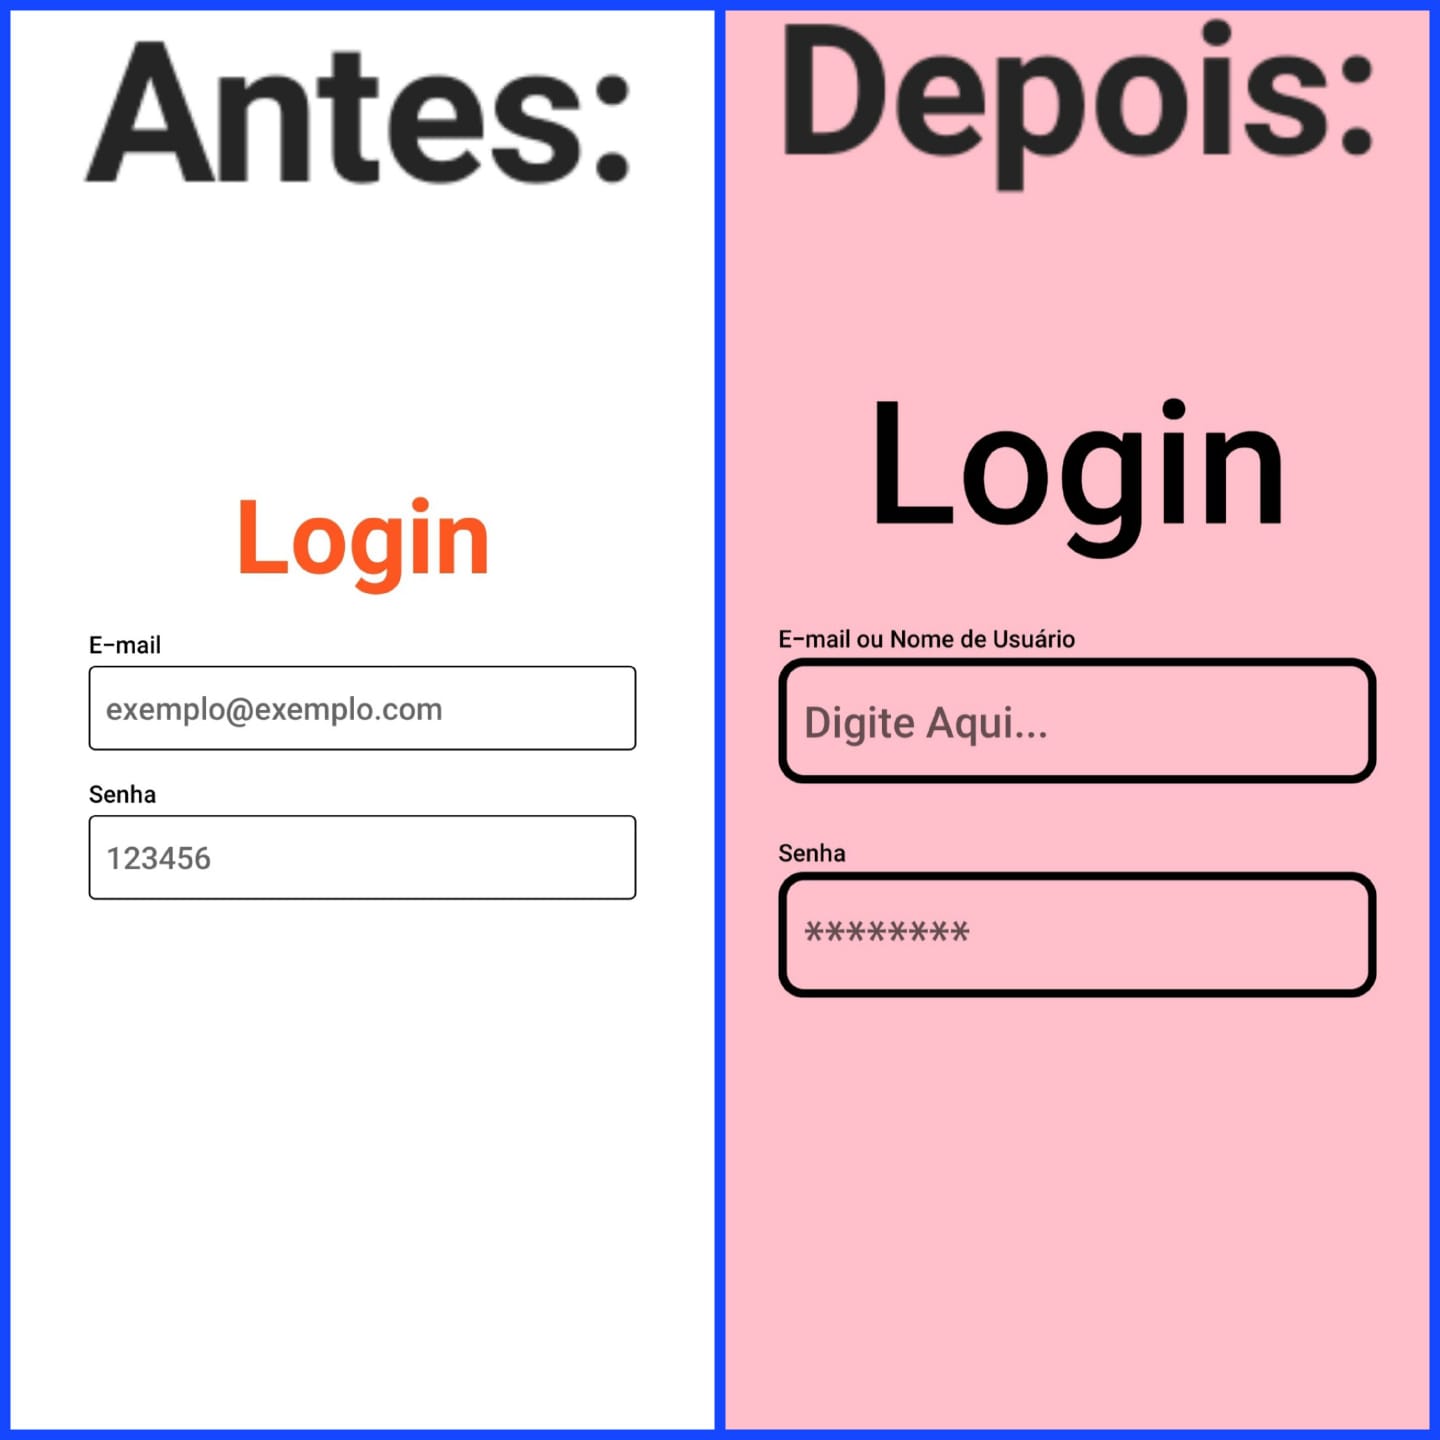 Antes:
Login
E-mail
exemplo@exemplo.com
Senha
123456
Depois:
Login
E-mail ou Nome de Usuário
Digite Aqui...
Senha
********